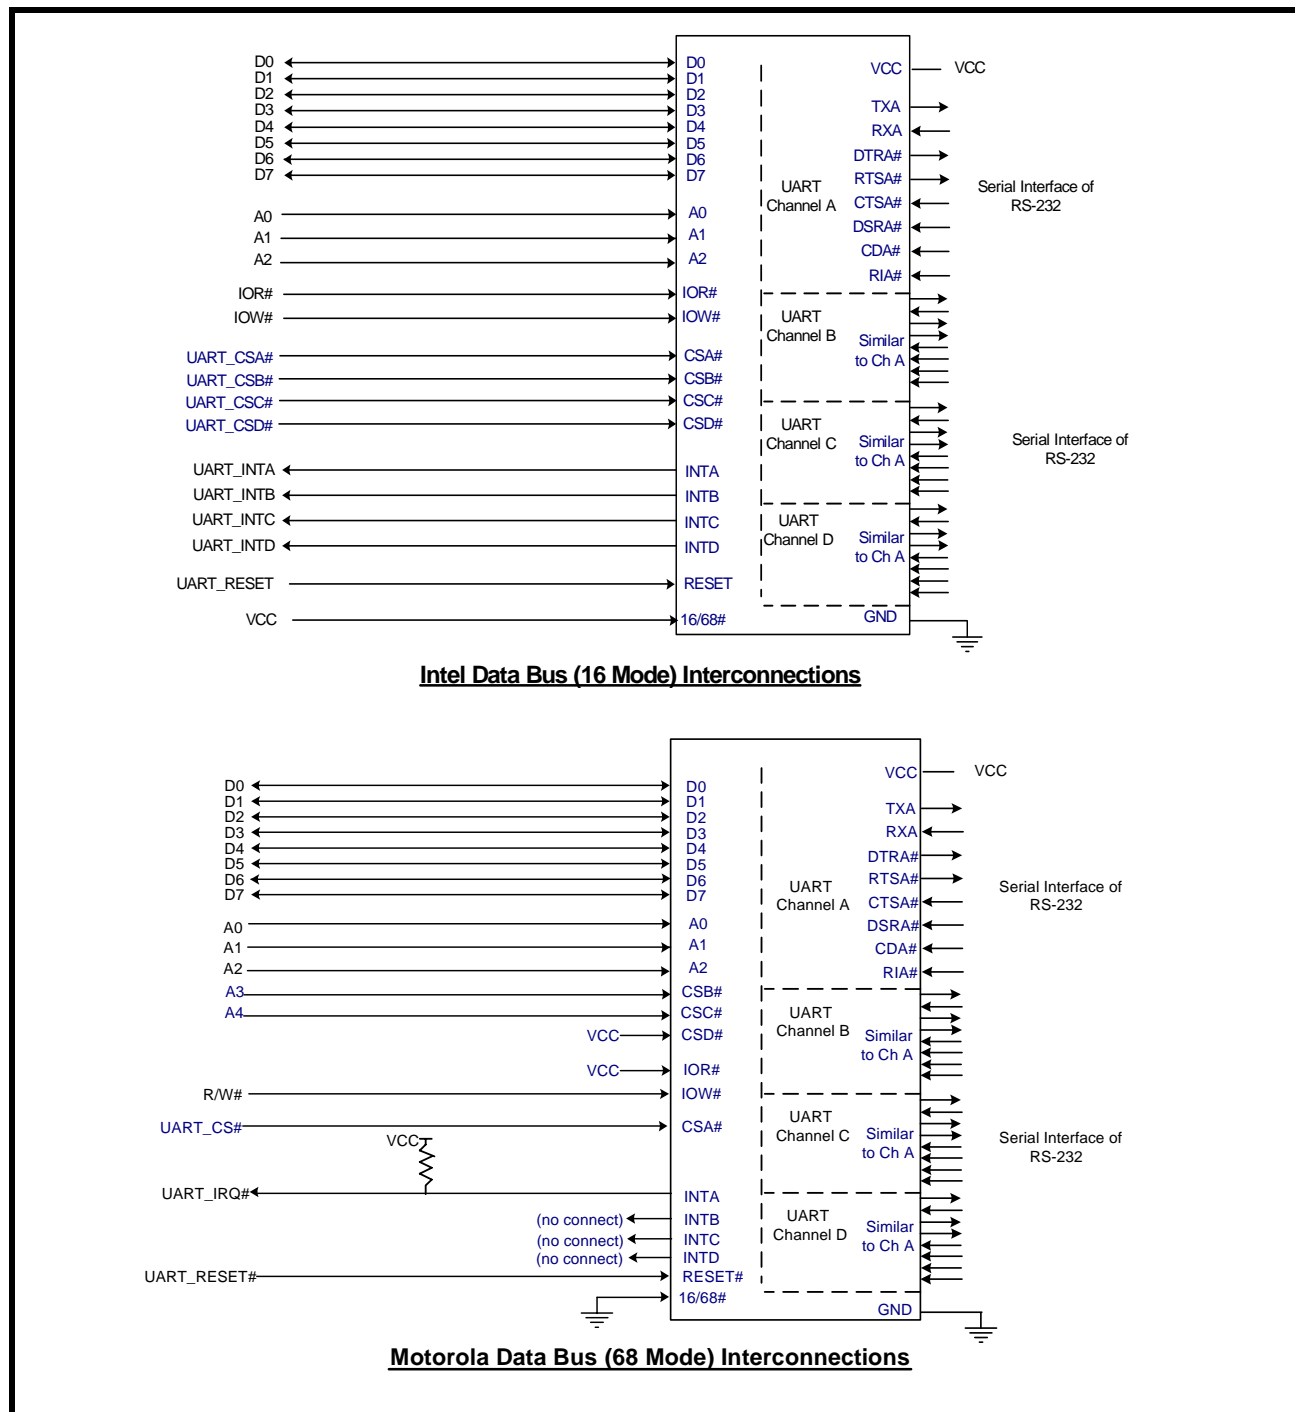 D0 D0
D1 D1
D2 D2
D3 D3
D4 D4
D5 D5
D6 D6
D7 D7
A0 A0
A1 A1
A2 A2
IOR# IOR#
IOW# IOW#
UART_CSA# CSA#
UART_CSB# CSB#
UART_CSC# CSC#
UART_CSD# CSD#
UART_INTA INTA
UART_INTB INTB
UART_INTC INTC
UART_INTD INTD
UART_RESET RESET
VCC 16/68#
UART
Channel A
UART
Channel B
UART
Channel C
UART
Channel D
VCC VCC
TXA
RXA
DTRA#
RTSA#
CTSA#
DSRA#
CDA#
RIA#
Similar
to Ch A
Similar
to Ch A
Similar
to Ch A
GND
Serial Interface of
RS-232
Serial Interface of
RS-232
Intel Data Bus (16 Mode) Interconnections
D0 D0
D1 D1
D2 D2
D3 D3
D4 D4
D5 D5
D6 D6
D7 D7
A0 A0
A1 A1
A2 A2
A3 CSB#
A4 CSC#
VCC CSD#
VCC IOR#
R/W# IOW#
UART_CS# CSA#
VCC
UART_IRQ# INTA
(no connect) INTB
(no connect) INTC
(no connect) INTD
UART_RESET# RESET#
16/68#
UART
Channel A
UART
Channel B
UART
Channel C
UART
Channel D
VCC VCC
TXA
RXA
DTRA#
RTSA#
CTSA#
DSRA#
CDA#
RIA#
Similar
to Ch A
Similar
to Ch A
Similar
to Ch A
GND
Serial Interface of
RS-232
Serial Interface of
RS-232
Motorola Data Bus (68 Mode) Interconnections